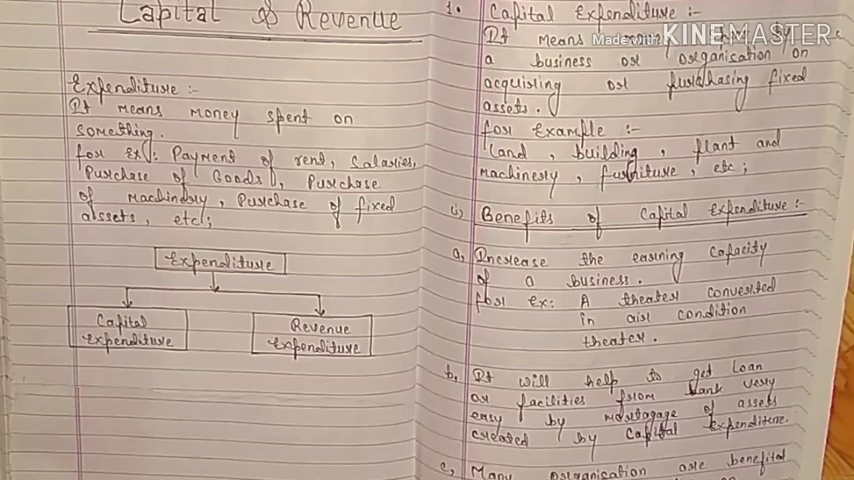 Capital & Revenue
Expenditure :-
It means money spent on
something.
for Ex: Payment of rent, Salaries,
Purchase of Goods, Purchase
of Machinery, Purchase of fixed
assets, etc;
Expenditure
Capital
Expenditure
Revenue
Expenditure
1. Capital Expenditure :-
It means money by
Made with KINEMASTER
a business or organisation on
acquisting or purchasing fixed
assets.
for Example :-
Land, building, plant and
machinery, furniture, etc;
i) Benefits of Capital Expenditure :-
a, Increase the earning capacity
of a business.
for ex: A theater converted
in air condition
theater.
b, It will help to get loan
or facilities from bank very
easy by mortagage of assets
created by Capital Expenditure.
c, Many organisation are benefital